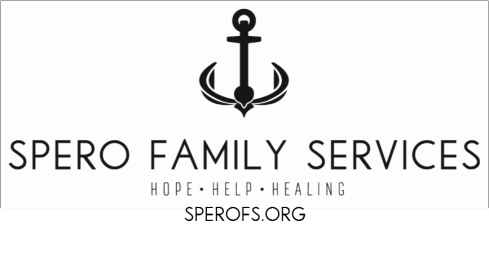 SPERO FAMILY SERVICES
HOPE • HELP • HEALING
SPEROFS.ORG